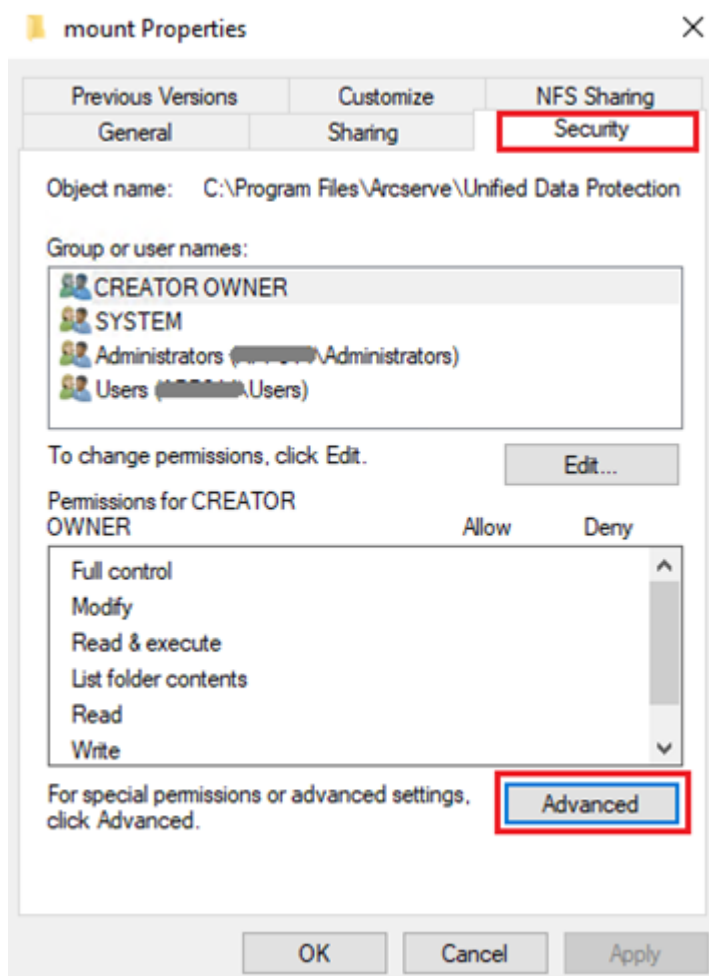 mount Properties
Previous Versions Customize NFS Sharing
General Sharing Security
Object name: C:\Program Files\Arcserve\Unified Data Protection
Group or user names:
CREATOR OWNER
SYSTEM
Administrators ( \Administrators)
Users ( \Users)
To change permissions, click Edit.
Edit...
Permissions for CREATOR
OWNER Allow Deny
Full control
Modify
Read & execute
List folder contents
Read
Write
For special permissions or advanced settings,
click Advanced.
Advanced
OK Cancel Apply